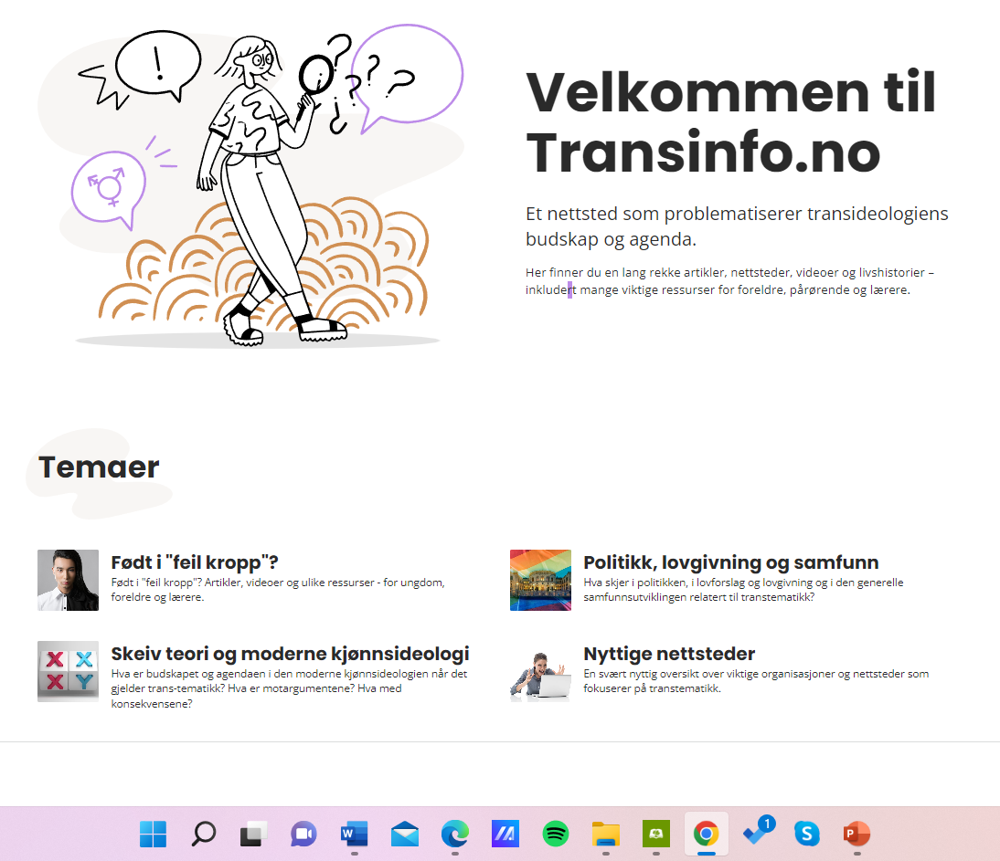 Velkommen til
Transinfo.no
Et nettsted som problematiserer transideologiens
budskap og agenda.
Her finner du en lang rekke artikler, nettsteder, videoer og livshistorier –
inkludert mange viktige ressurser for foreldre, pårørende og lærere.
Temaer
Født i "feil kropp"?
Født i "feil kropp"? Artikler, videoer og ulike ressurser - for ungdom,
foreldre og lærere.
Politikk, lovgivning og samfunn
Hva skjer i politikken, i lovforslag og lovgivning og i den generelle
samfunnsutviklingen relatert til transtematikk?
Skeiv teori og moderne kjønnsideologi
Hva er budskapet og agendaen i den moderne kjønnsideologien når det
gjelder trans-tematikk? Hva er motargumentene? Hva med
konsekvensene?
Nyttige nettsteder
En svært nyttig oversikt over viktige organisasjoner og nettsteder som
fokuserer på transtematikk.
X X
X Y
1